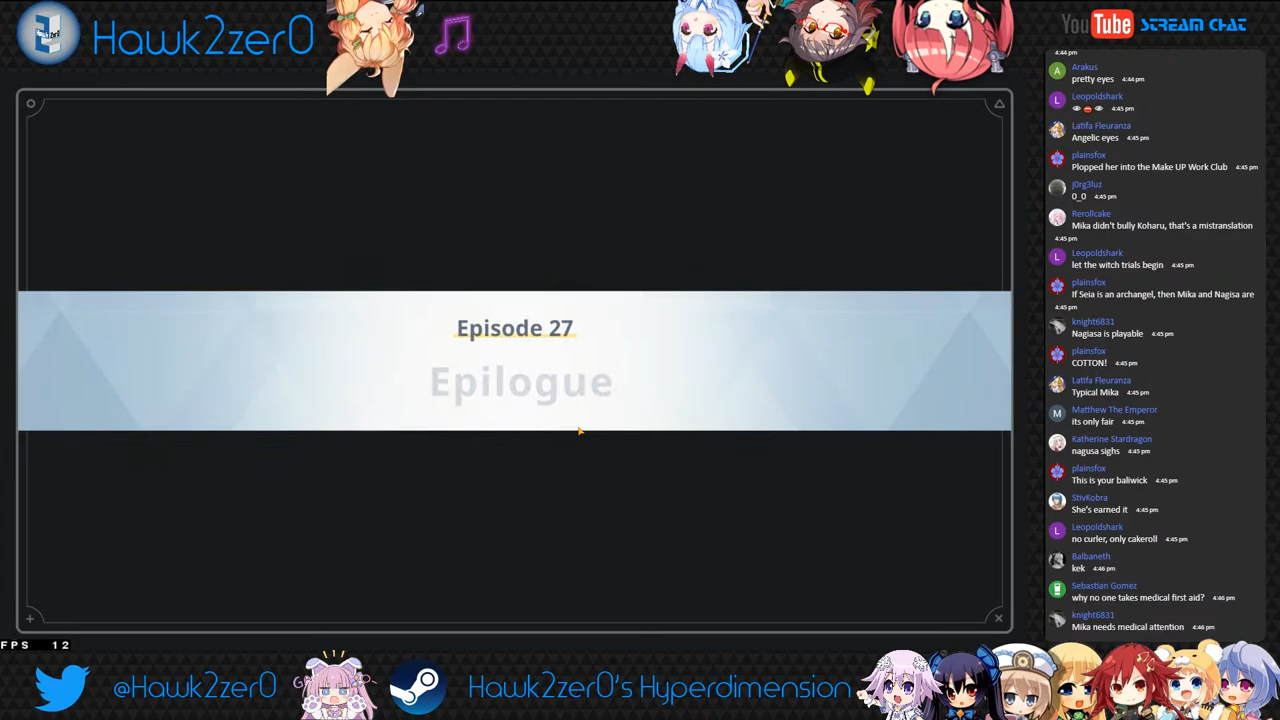 Hawk2zer0
You Tube STREAM CHAT
4:44 pm
A Arakus
pretty eyes 4:44 pm
L Leopoldshark
👁 👄 👁 4:45 pm
Latifa Fleuranza
Angelic eyes 4:45 pm
plainsfox
Plopped her into the Make UP Work Club 4:45 pm
j0rg3luz
0_0 4:45 pm
Rerollcake
Mika didn't bully Koharu, that's a mistranslation
4:45 pm
L Leopoldshark
let the witch trials begin 4:45 pm
plainsfox
If Seia is an archangel, then Mika and Nagisa are
4:45 pm
knight6831
Nagiasa is playable 4:45 pm
plainsfox
COTTON! 4:45 pm
Latifa Fleuranza
Typical Mika 4:45 pm
M Matthew The Emperor
its only fair 4:45 pm
Katherine Stardragon
nagusa sighs 4:45 pm
plainsfox
This is your baliwick 4:45 pm
StivKobra
She's earned it 4:45 pm
L Leopoldshark
no curler, only cakeroll 4:45 pm
Balbaneth
kek 4:46 pm
Sebastian Gomez
why no one takes medical first aid? 4:46 pm
knight6831
Mika needs medical attention 4:46 pm
Episode 27
Epilogue
FPS 12
@Hawk2zer0
Hawk2zer0's Hyperdimension